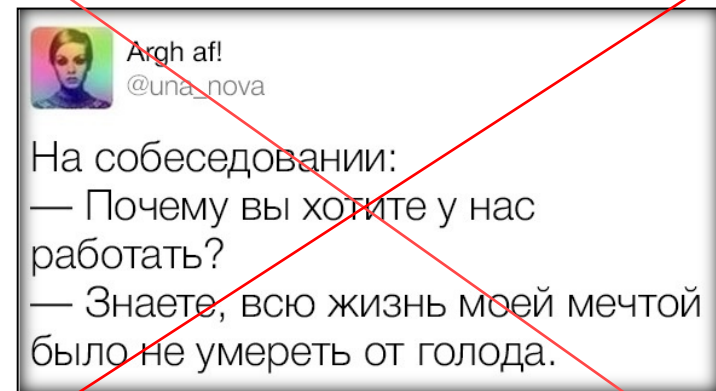 Argh af!
@una_nova
На собеседовании:
— Почему вы хотите у нас
работать?
— Знаете, всю жизнь моей мечтой
было не умереть от голода.